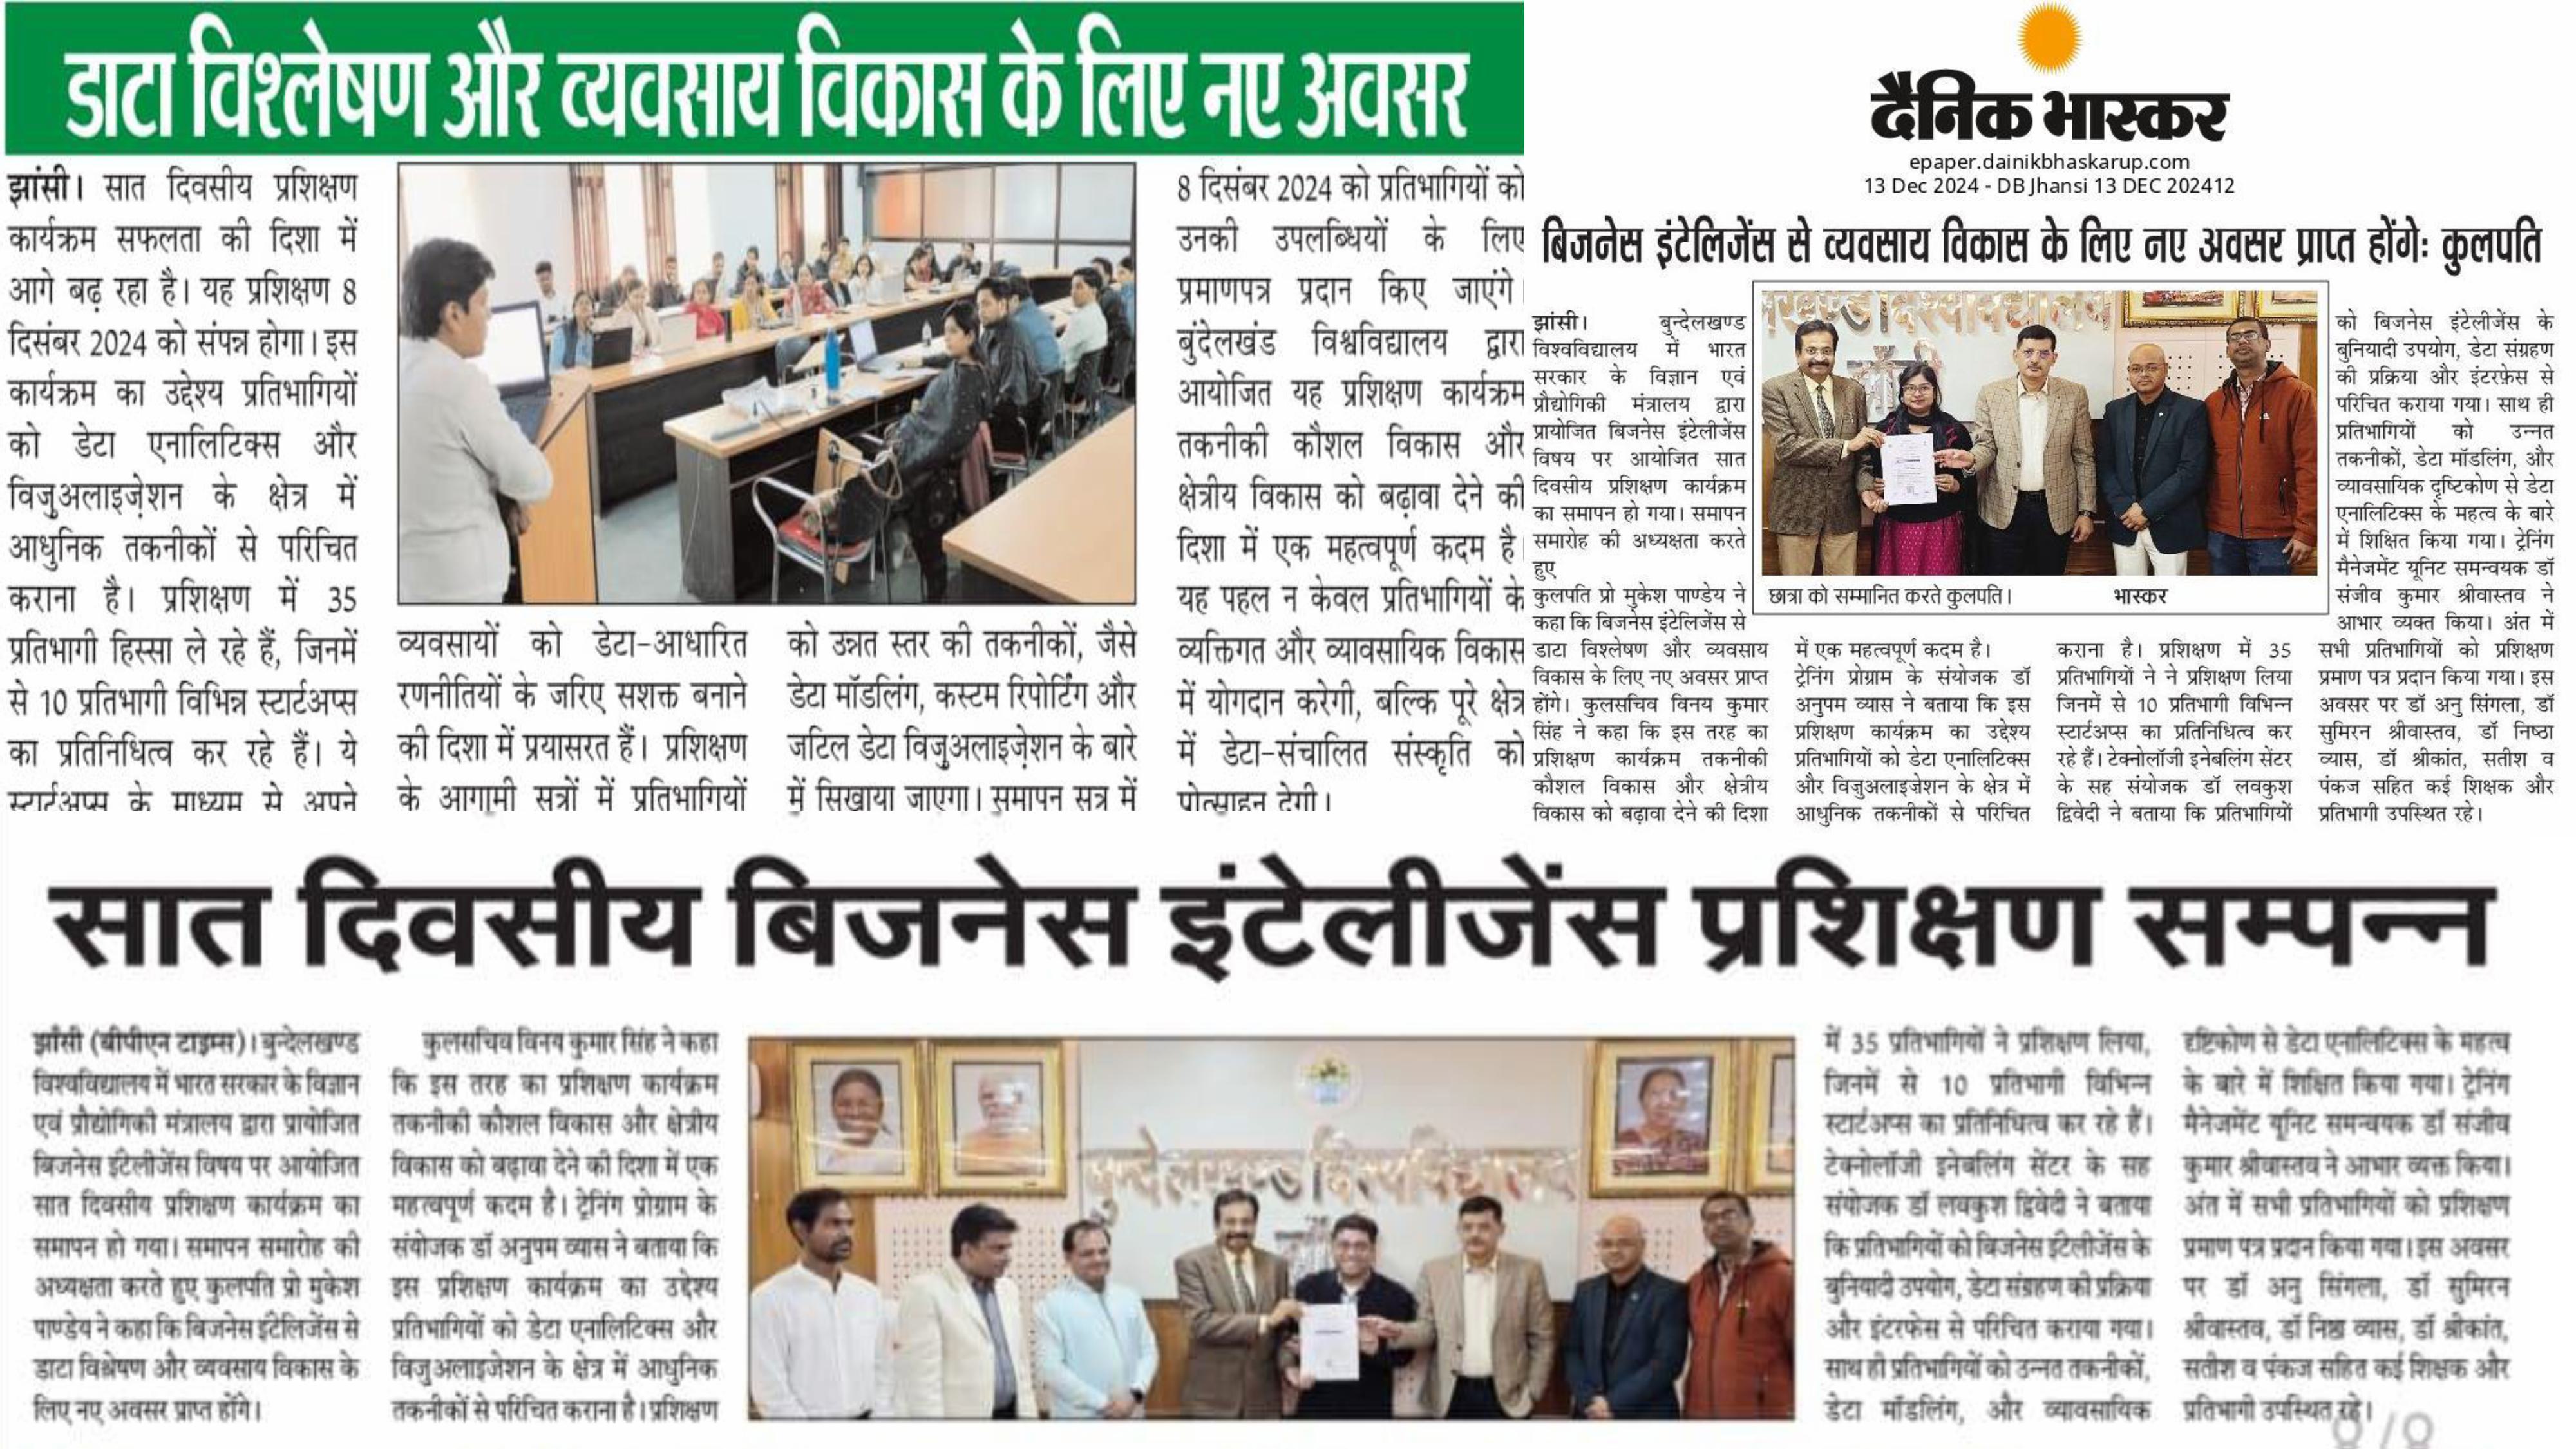 डाटा विश्लेषण और व्यवसाय विकास के लिए नए अवसर
झांसी। सात दिवसीय प्रशिक्षण
कार्यक्रम सफलता की दिशा में
आगे बढ़ रहा है। यह प्रशिक्षण 8
दिसंबर 2024 को संपन्न होगा। इस
कार्यक्रम का उद्देश्य प्रतिभागियों
को डेटा एनालिटिक्स और
विजुअलाइज़ेशन के क्षेत्र में
आधुनिक तकनीकों से परिचित
कराना है। प्रशिक्षण में 35
प्रतिभागी हिस्सा ले रहे हैं, जिनमें
से 10 प्रतिभागी विभिन्न स्टार्टअप्स
का प्रतिनिधित्व कर रहे हैं। ये
स्टार्टअप्स के माध्यम से अपने
व्यवसायों को डेटा-आधारित
रणनीतियों के जरिए सशक्त बनाने
की दिशा में प्रयासरत हैं। प्रशिक्षण
के आगामी सत्रों में प्रतिभागियों
को उन्नत स्तर की तकनीकों, जैसे
डेटा मॉडलिंग, कस्टम रिपोर्टिंग और
जटिल डेटा विजुअलाइज़ेशन के बारे
में सिखाया जाएगा। समापन सत्र में
8 दिसंबर 2024 को प्रतिभागियों को
उनकी उपलब्धियों के लिए
प्रमाणपत्र प्रदान किए जाएंगे।
बुंदेलखंड विश्वविद्यालय द्वारा
आयोजित यह प्रशिक्षण कार्यक्रम
तकनीकी कौशल विकास और
क्षेत्रीय विकास को बढ़ावा देने की
दिशा में एक महत्वपूर्ण कदम है।
यह पहल न केवल प्रतिभागियों के
व्यक्तिगत और व्यावसायिक विकास
में योगदान करेगी, बल्कि पूरे क्षेत्र
में डेटा-संचालित संस्कृति को
प्रोत्साहन देगी।
दैनिक भास्कर
epaper.dainikbhaskarup.com
13 Dec 2024 - DB Jhansi 13 DEC 202412
बिजनेस इंटेलिजेंस से व्यवसाय विकास के लिए नए अवसर प्राप्त होंगेः कुलपति
झांसी। बुन्देलखण्ड
विश्वविद्यालय में भारत
सरकार के विज्ञान एवं
प्रौद्योगिकी मंत्रालय द्वारा
प्रायोजित बिजनेस इंटेलीजेंस
विषय पर आयोजित सात
दिवसीय प्रशिक्षण कार्यक्रम
का समापन हो गया। समापन
समारोह की अध्यक्षता करते
हुए
कुलपति प्रो मुकेश पाण्डेय ने
कहा कि बिजनेस इंटेलिजेंस से
डाटा विश्लेषण और व्यवसाय
विकास के लिए नए अवसर प्राप्त
होंगे। कुलसचिव विनय कुमार
सिंह ने कहा कि इस तरह का
प्रशिक्षण कार्यक्रम तकनीकी
कौशल विकास और क्षेत्रीय
विकास को बढ़ावा देने की दिशा
छात्रा को सम्मानित करते कुलपति। भास्कर
में एक महत्वपूर्ण कदम है।
ट्रेनिंग प्रोग्राम के संयोजक डॉ
अनुपम व्यास ने बताया कि इस
प्रशिक्षण कार्यक्रम का उद्देश्य
प्रतिभागियों को डेटा एनालिटिक्स
और विजुअलाइजेशन के क्षेत्र में
आधुनिक तकनीकों से परिचित
कराना है। प्रशिक्षण में 35
प्रतिभागियों ने ने प्रशिक्षण लिया
जिनमें से 10 प्रतिभागी विभिन्न
स्टार्टअप्स का प्रतिनिधित्व कर
रहे हैं। टेक्नोलॉजी इनेबलिंग सेंटर
के सह संयोजक डॉ लवकुश
द्विवेदी ने बताया कि प्रतिभागियों
को बिजनेस इंटेलीजेंस के
बुनियादी उपयोग, डेटा संग्रहण
की प्रक्रिया और इंटरफ़ेस से
परिचित कराया गया। साथ ही
प्रतिभागियों को उन्नत
तकनीकों, डेटा मॉडलिंग, और
व्यावसायिक दृष्टिकोण से डेटा
एनालिटिक्स के महत्व के बारे
में शिक्षित किया गया। ट्रेनिंग
मैनेजमेंट यूनिट समन्वयक डॉ
संजीव कुमार श्रीवास्तव ने
आभार व्यक्त किया। अंत में
सभी प्रतिभागियों को प्रशिक्षण
प्रमाण पत्र प्रदान किया गया। इस
अवसर पर डॉ अनु सिंगला, डॉ
सुमिरन श्रीवास्तव, डॉ निष्ठा
व्यास, डॉ श्रीकांत, सतीश व
पंकज सहित कई शिक्षक और
प्रतिभागी उपस्थित रहे।
सात दिवसीय बिजनेस इंटेलीजेंस प्रशिक्षण सम्पन्न
झाँसी (बीपीएन टाइम्स)। बुन्देलखण्ड
विश्वविद्यालय में भारत सरकार के विज्ञान
एवं प्रौद्योगिकी मंत्रालय द्वारा प्रायोजित
बिजनेस इंटेलीजेंस विषय पर आयोजित
सात दिवसीय प्रशिक्षण कार्यक्रम का
समापन हो गया। समापन समारोह की
अध्यक्षता करते हुए कुलपति प्रो मुकेश
पाण्डेय ने कहा कि बिजनेस इंटेलिजेंस से
डाटा विश्लेषण और व्यवसाय विकास के
लिए नए अवसर प्राप्त होंगे।
कुलसचिव विनय कुमार सिंह ने कहा
कि इस तरह का प्रशिक्षण कार्यक्रम
तकनीकी कौशल विकास और क्षेत्रीय
विकास को बढ़ावा देने की दिशा में एक
महत्वपूर्ण कदम है। ट्रेनिंग प्रोग्राम के
संयोजक डॉ अनुपम व्यास ने बताया कि
इस प्रशिक्षण कार्यक्रम का उद्देश्य
प्रतिभागियों को डेटा एनालिटिक्स और
विजुअलाइजेशन के क्षेत्र में आधुनिक
तकनीकों से परिचित कराना है। प्रशिक्षण
बुन्देलखण्ड विश्वविद्यालय
में 35 प्रतिभागियों ने प्रशिक्षण लिया,
जिनमें से 10 प्रतिभागी विभिन्न
स्टार्टअप्स का प्रतिनिधित्व कर रहे हैं।
टेक्नोलॉजी इनेबलिंग सेंटर के सह
संयोजक डॉ लवकुश द्विवेदी ने बताया
कि प्रतिभागियों को बिजनेस इंटेलीजेंस के
बुनियादी उपयोग, डेटा संग्रहण की प्रक्रिया
और इंटरफेस से परिचित कराया गया।
साथ ही प्रतिभागियों को उन्नत तकनीकों,
डेटा मॉडलिंग, और व्यावसायिक
दृष्टिकोण से डेटा एनालिटिक्स के महत्व
के बारे में शिक्षित किया गया। ट्रेनिंग
मैनेजमेंट यूनिट समन्वयक डॉ संजीव
कुमार श्रीवास्तव ने आभार व्यक्त किया।
अंत में सभी प्रतिभागियों को प्रशिक्षण
प्रमाण पत्र प्रदान किया गया। इस अवसर
पर डॉ अनु सिंगला, डॉ सुमिरन
श्रीवास्तव, डॉ निष्ठा व्यास, डॉ श्रीकांत,
सतीश व पंकज सहित कई शिक्षक और
प्रतिभागी उपस्थित रहे।